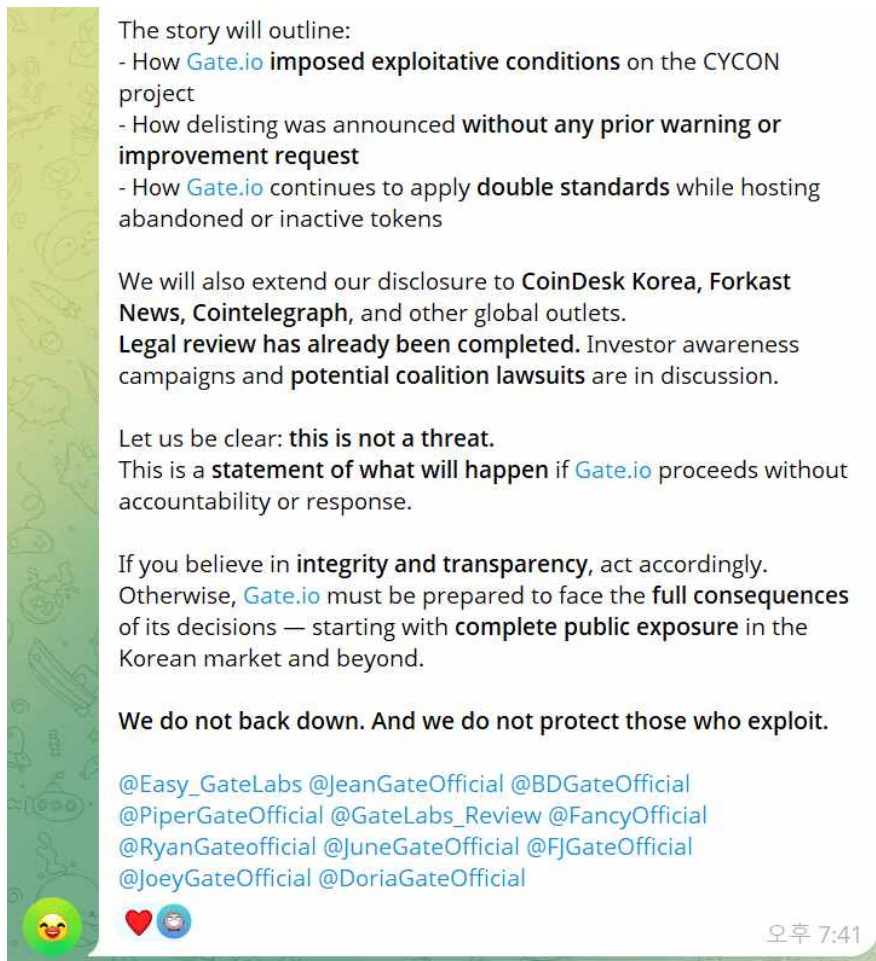 The story will outline:
- How Gate.io imposed exploitative conditions on the CYCON
project
- How delisting was announced without any prior warning or
improvement request
- How Gate.io continues to apply double standards while hosting
abandoned or inactive tokens
We will also extend our disclosure to CoinDesk Korea, Forkast
News, Cointelegraph, and other global outlets.
Legal review has already been completed. Investor awareness
campaigns and potential coalition lawsuits are in discussion.
Let us be clear: this is not a threat.
This is a statement of what will happen if Gate.io proceeds without
accountability or response.
If you believe in integrity and transparency, act accordingly.
Otherwise, Gate.io must be prepared to face the full consequences
of its decisions — starting with complete public exposure in the
Korean market and beyond.
We do not back down. And we do not protect those who exploit.
@Easy_GateLabs @JeanGateOfficial @BDGateOfficial
@PiperGateOfficial @GateLabs_Review @FancyOfficial
@RyanGateofficial @JuneGateOfficial @FJGateOfficial
@JoeyGateOfficial @DoriaGateOfficial
오후 7:41